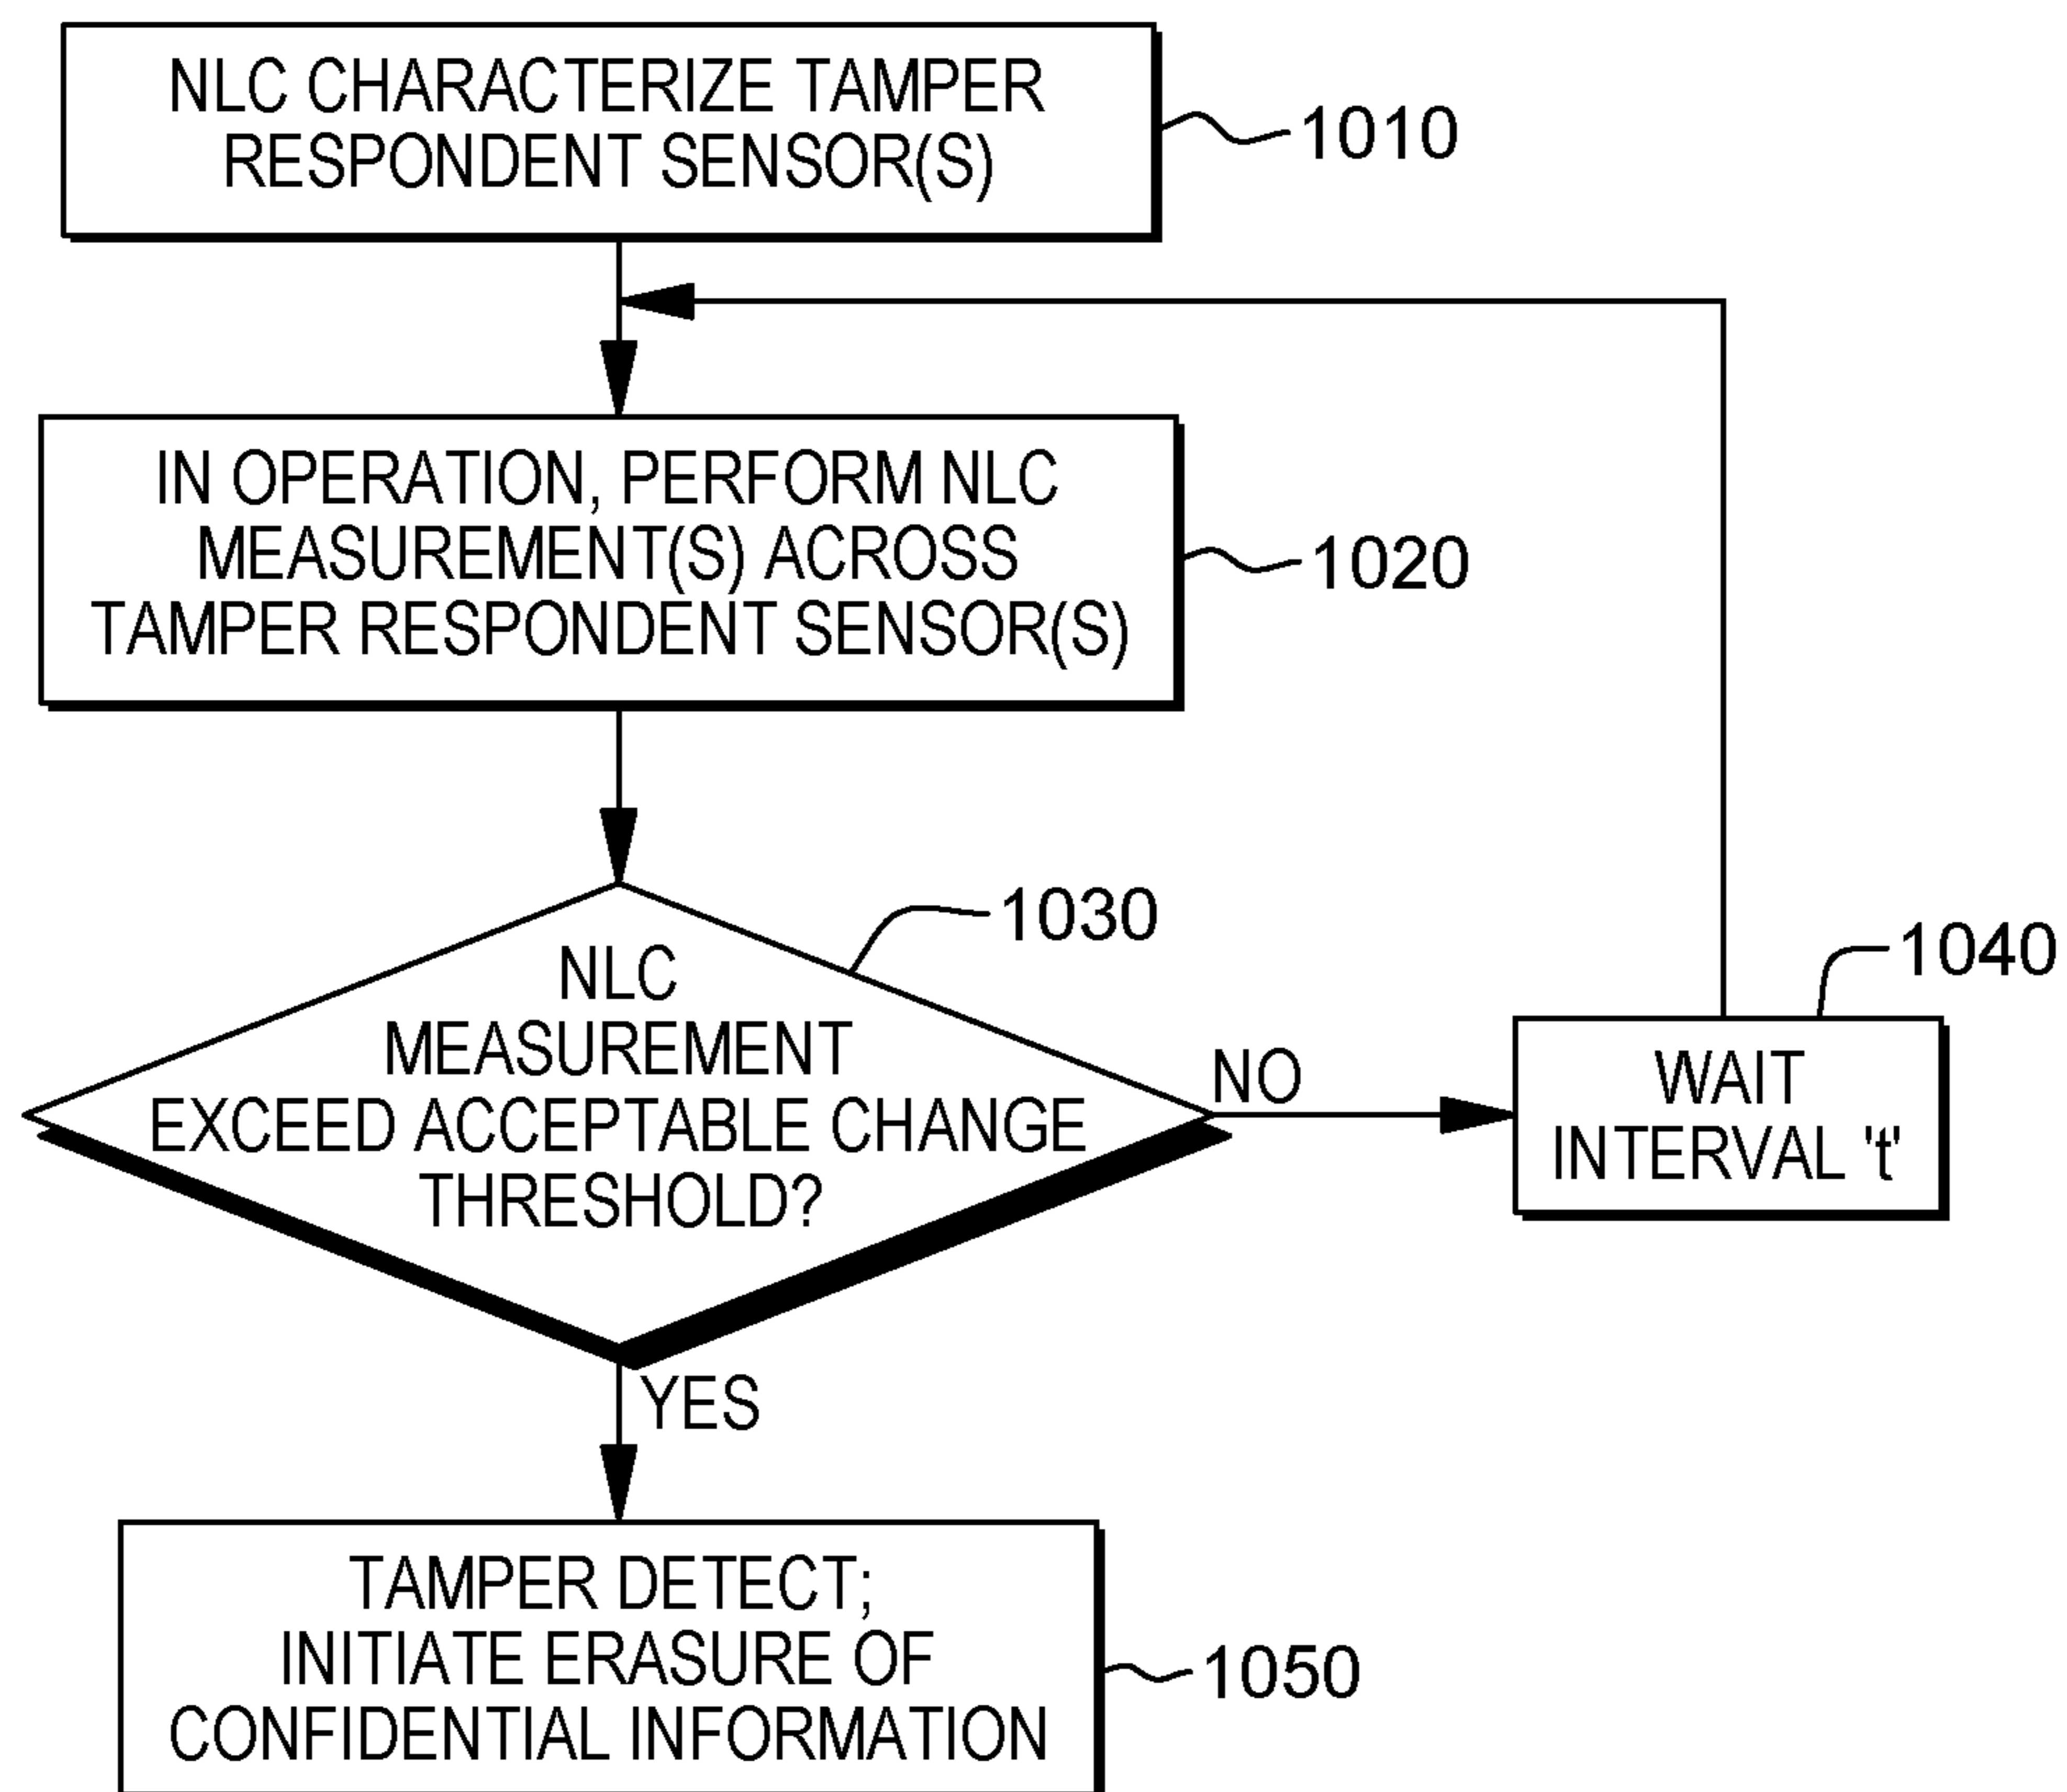 NLC CHARACTERIZE TAMPER
RESPONDENT SENSOR(S)
1010
IN OPERATION, PERFORM NLC
MEASUREMENT(S) ACROSS
TAMPER RESPONDENT SENSOR(S)
1020
1030
NLC
MEASUREMENT
EXCEED ACCEPTABLE CHANGE
THRESHOLD?
NO
1040
WAIT
INTERVAL 't'
YES
TAMPER DETECT;
INITIATE ERASURE OF
CONFIDENTIAL INFORMATION
1050